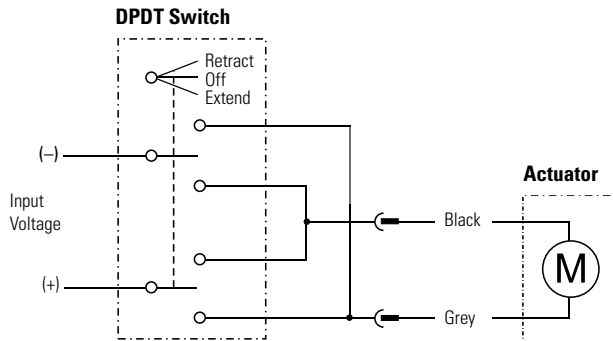 DPDT Switch
Retract
Off
Extend
(–)
Input
Voltage
(+)
Black
Grey
Actuator
M